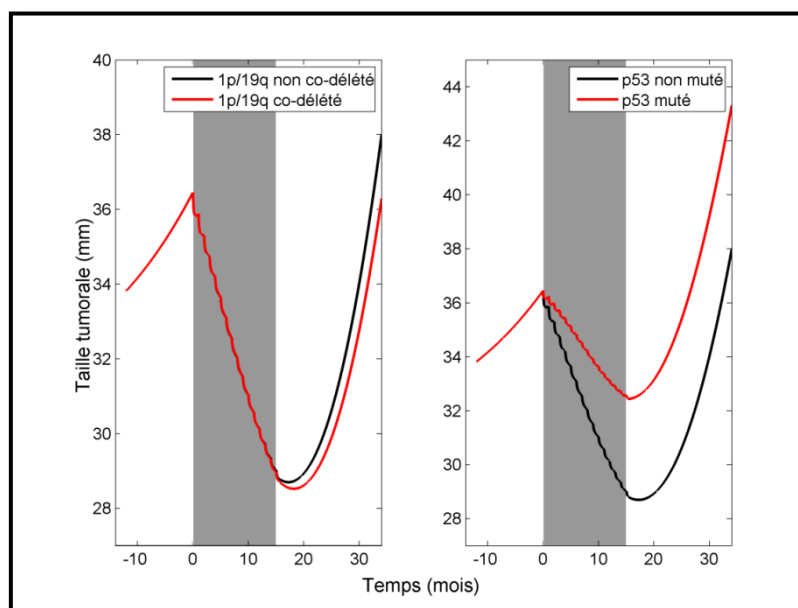 40
38
36
34
32
30
28
Taille tumorale (mm)
1p/19q non co-délété
1p/19q co-délété
-10 0 10 20 30
44
42
40
38
36
34
32
30
28
p53 non muté
p53 muté
-10 0 10 20 30
Temps (mois)